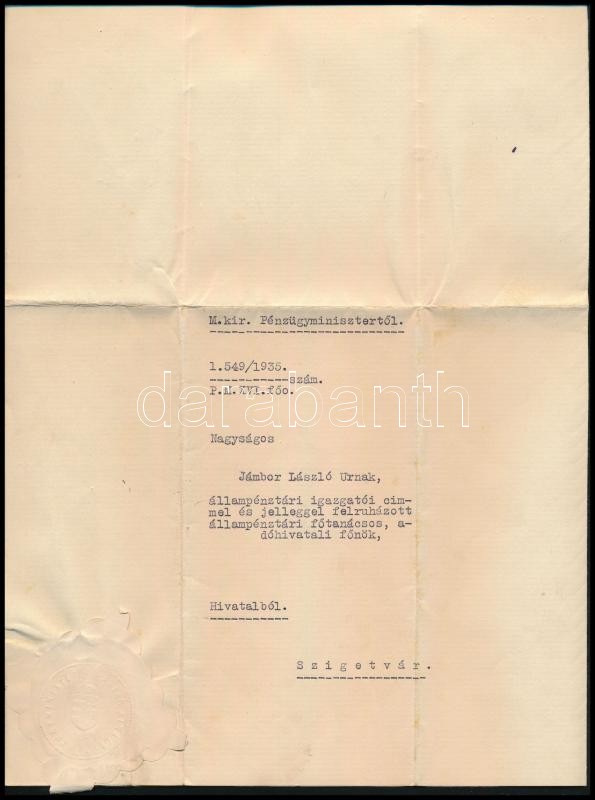 M.kir. Pénzügyminisztertől.
1.549/1935.
szám.
P.M.XVI.főo.
Nagyságos
Jámbor László Urnak,
állampénztári igazgatói cim-
mel és jelleggel felruházott
állampénztári főtanácsos, a-
dóhivatali főnök,
Hivatalból.
Szigetvár.
darabanth